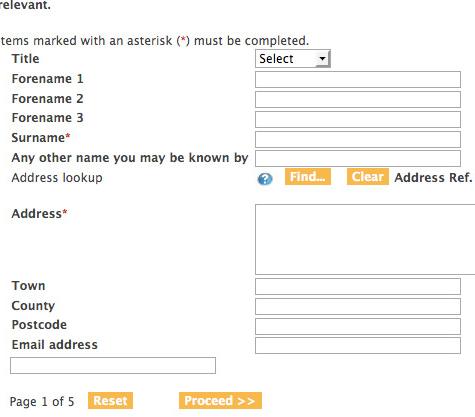 relevant.
tems marked with an asterisk (*) must be completed.
Title Select
Forename 1
Forename 2
Forename 3
Surname*
Any other name you may be known by
Address lookup ? Find... Clear Address Ref.
Address*
Town
County
Postcode
Email address
Page 1 of 5 Reset Proceed >>